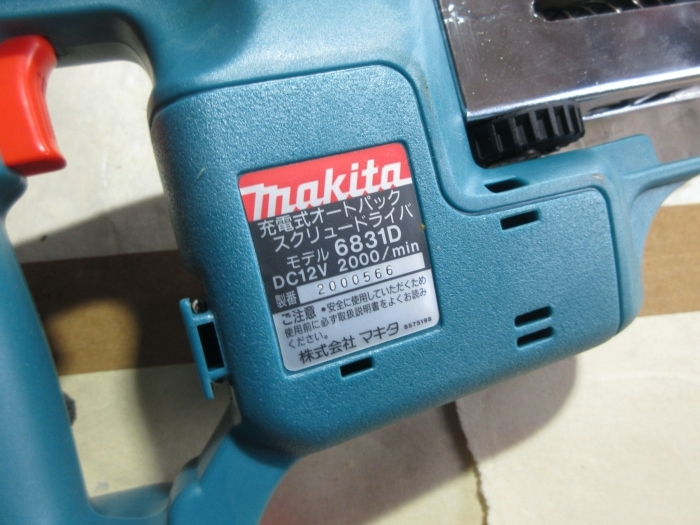 makita
充電式オートパック
スクリュードライバ
モデル 6831D
DC12V 2000/min
製番 2000566
ご注意 •安全に使用していただくため
使用前に必ず取扱説明書をよくお読み
ください。
株式会社 マキタ